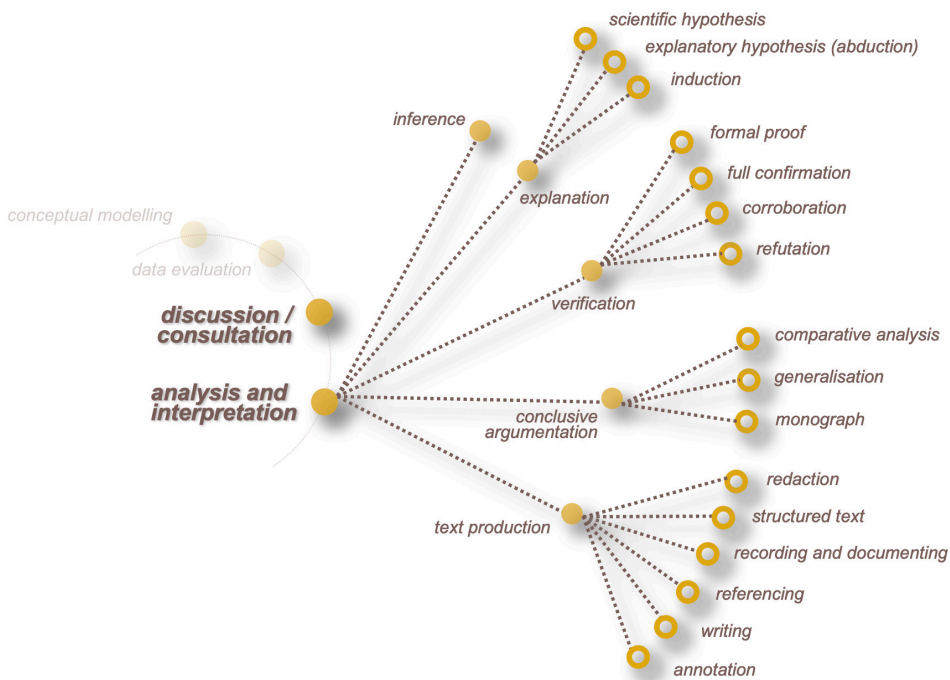 scientific hypothesis
explanatory hypothesis (abduction)
induction
inference
formal proof
full confirmation
explanation
corroboration
conceptual modelling
refutation
data evaluation
verification
discussion /
consultation
comparative analysis
generalisation
analysis and
interpretation
conclusive
argumentation
monograph
redaction
structured text
text production
recording and documenting
referencing
writing
annotation